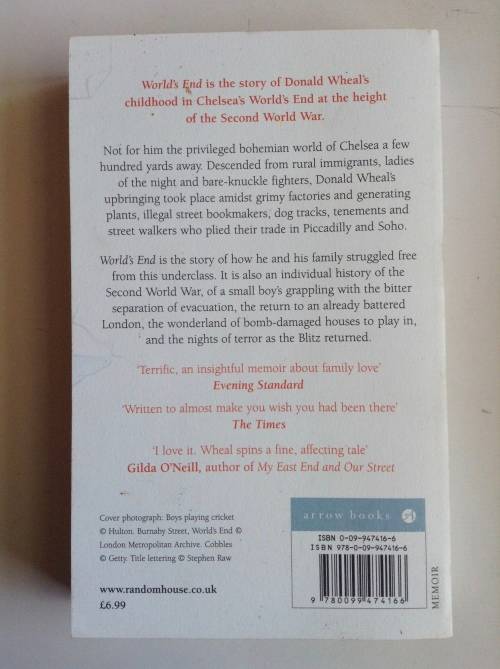 World's End is the story of Donald Wheal's
childhood in Chelsea's World's End at the height
of the Second World War.
Not for him the privileged bohemian world of Chelsea a few
hundred yards away. Descended from rural immigrants, ladies
of the night and bare-knuckle fighters, Donald Wheal's
upbringing took place amidst grimy factories and generating
plants, illegal street bookmakers, dog tracks, tenements and
street walkers who plied their trade in Piccadilly and Soho.
World's End is the story of how he and his family struggled free
from this underclass. It is also an individual history of the
Second World War, of a small boy's grappling with the bitter
separation of evacuation, the return to an already battered
London, the wonderland of bomb-damaged houses to play in,
and the nights of terror as the Blitz returned.
'Terrific, an insightful memoir about family love'
Evening Standard
'Written to almost make you wish you had been there'
The Times
'I love it. Wheal spins a fine, affecting tale'
Gilda O'Neill, author of My East End and Our Street
Cover photograph: Boys playing cricket
© Hulton. Burnaby Street, World's End ©
London Metropolitan Archive. Cobbles
© Getty. Title lettering © Stephen Raw
www.randomhouse.co.uk
£6.99
arrow books
ISBN 0-09-947416-6
ISBN 978-0-09-947416-6
9 780099 474166
MEMOIR